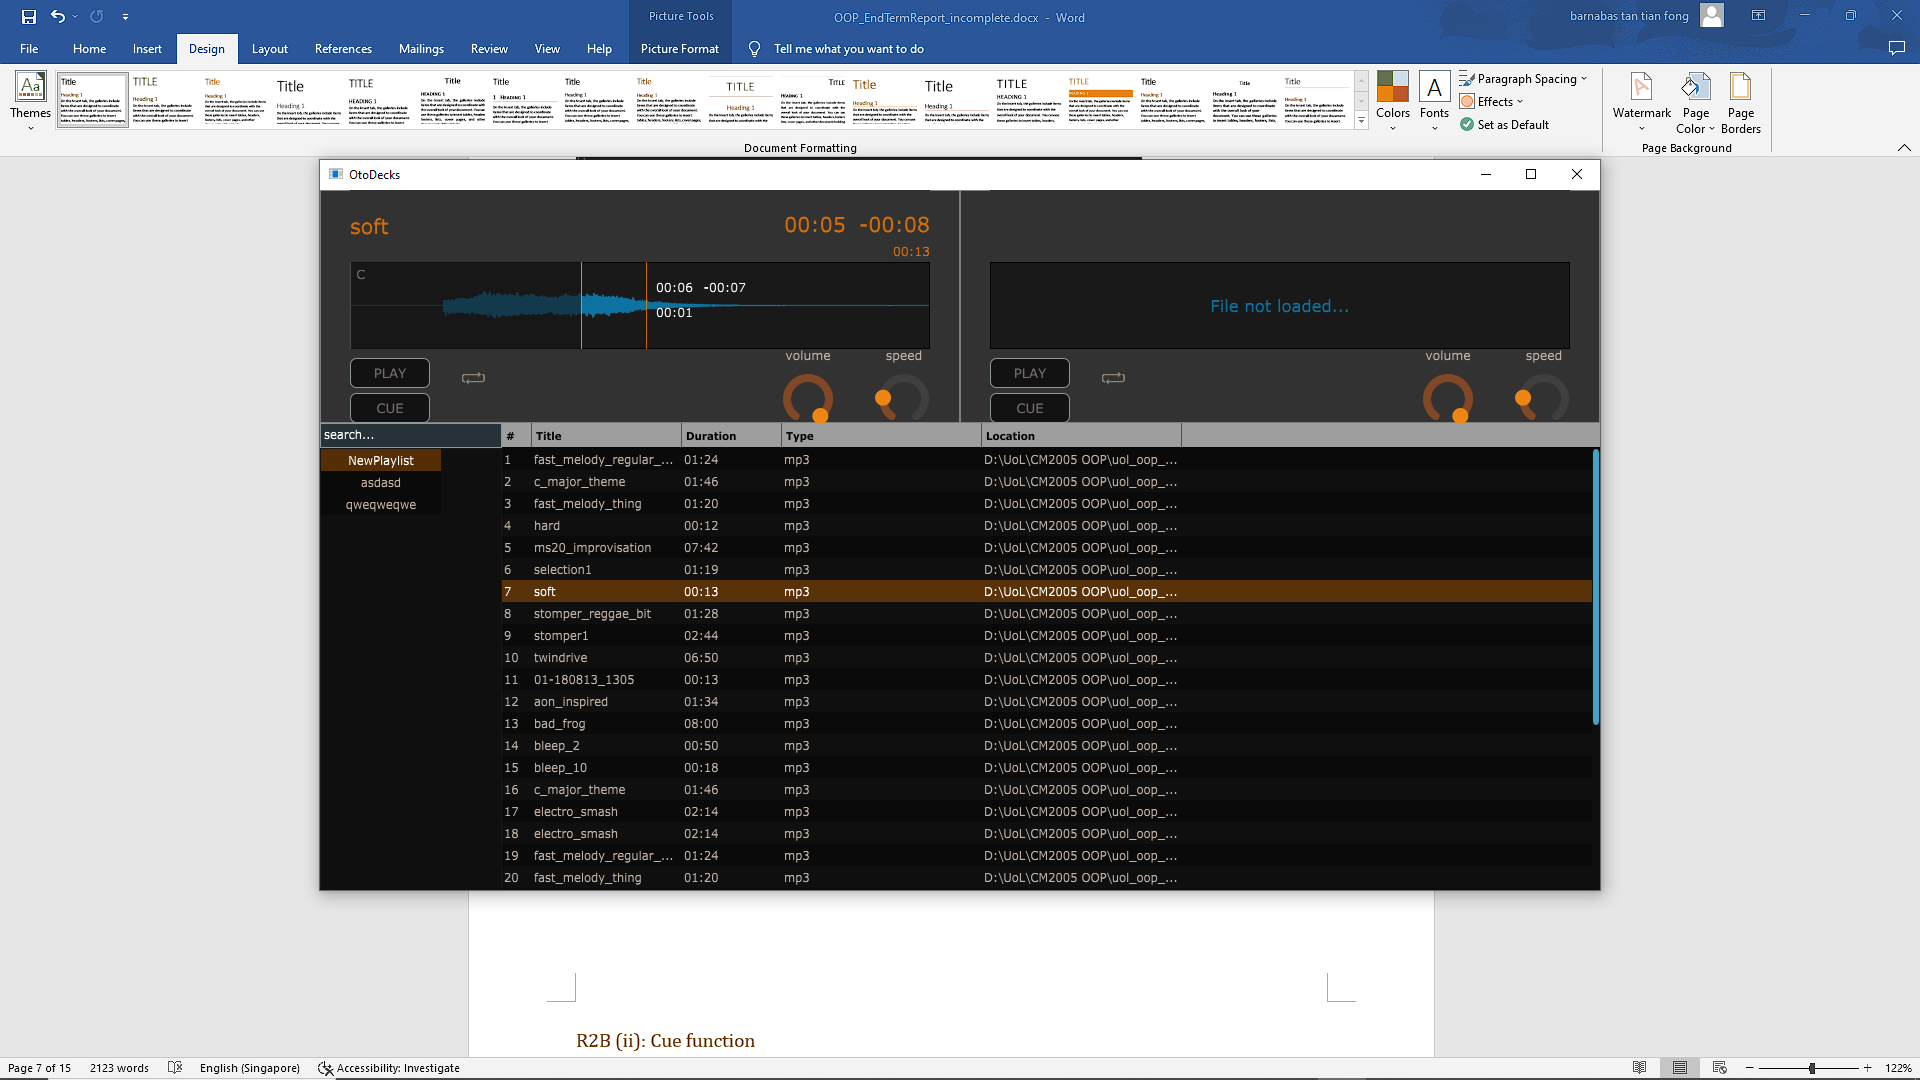 Picture Tools
OOP_EndTermReport_incomplete.docx - Word
barnabas tan tian fong
File Home Insert Design Layout References Mailings Review View Help Picture Format Tell me what you want to do
Themes
Colors
Fonts
Paragraph Spacing
Effects
Set as Default
Watermark
Page Color
Page Borders
Document Formatting
Page Background
OtoDecks
soft
00:05 -00:08
00:13
C
00:06 -00:07
00:01
PLAY
CUE
volume speed
File not loaded...
PLAY
CUE
volume speed
search...
NewPlaylist
asdasd
qweqweqwe
# Title Duration Type Location
1 fast_melody_regular_... 01:24 mp3 D:\UoL\CM2005 OOP\uol_oop_...
2 c_major_theme 01:46 mp3 D:\UoL\CM2005 OOP\uol_oop_...
3 fast_melody_thing 01:20 mp3 D:\UoL\CM2005 OOP\uol_oop_...
4 hard 00:12 mp3 D:\UoL\CM2005 OOP\uol_oop_...
5 ms20_improvisation 07:42 mp3 D:\UoL\CM2005 OOP\uol_oop_...
6 selection1 01:19 mp3 D:\UoL\CM2005 OOP\uol_oop_...
7 soft 00:13 mp3 D:\UoL\CM2005 OOP\uol_oop_...
8 stomper_reggae_bit 01:28 mp3 D:\UoL\CM2005 OOP\uol_oop_...
9 stomper1 02:44 mp3 D:\UoL\CM2005 OOP\uol_oop_...
10 twindrive 06:50 mp3 D:\UoL\CM2005 OOP\uol_oop_...
11 01-180813_1305 00:13 mp3 D:\UoL\CM2005 OOP\uol_oop_...
12 aon_inspired 01:34 mp3 D:\UoL\CM2005 OOP\uol_oop_...
13 bad_frog 08:00 mp3 D:\UoL\CM2005 OOP\uol_oop_...
14 bleep_2 00:50 mp3 D:\UoL\CM2005 OOP\uol_oop_...
15 bleep_10 00:18 mp3 D:\UoL\CM2005 OOP\uol_oop_...
16 c_major_theme 01:46 mp3 D:\UoL\CM2005 OOP\uol_oop_...
17 electro_smash 02:14 mp3 D:\UoL\CM2005 OOP\uol_oop_...
18 electro_smash 02:14 mp3 D:\UoL\CM2005 OOP\uol_oop_...
19 fast_melody_regular_... 01:24 mp3 D:\UoL\CM2005 OOP\uol_oop_...
20 fast_melody_thing 01:20 mp3 D:\UoL\CM2005 OOP\uol_oop_...
R2B (ii): Cue function
Page 7 of 15 2123 words English (Singapore) Accessibility: Investigate 122%